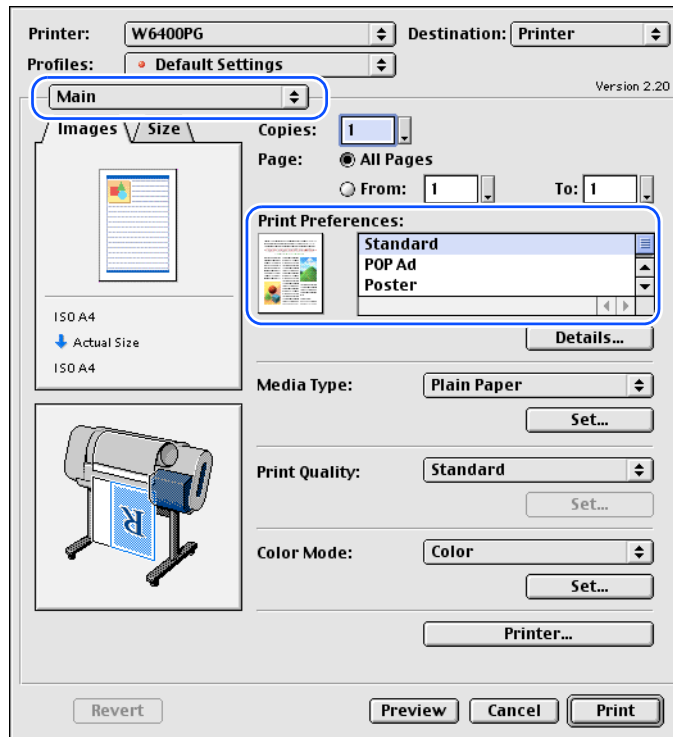 Printer: W6400PG Destination: Printer
Profiles: Default Settings
Version 2.20
Main
Images Size
Copies: 1
Page: All Pages
From: 1 To: 1
Print Preferences:
Standard
POP Ad
Poster
ISO A4
Actual Size
ISO A4
Details...
Media Type: Plain Paper
Set...
Print Quality: Standard
Set...
R
Color Mode: Color
Set...
Printer...
Revert Preview Cancel Print